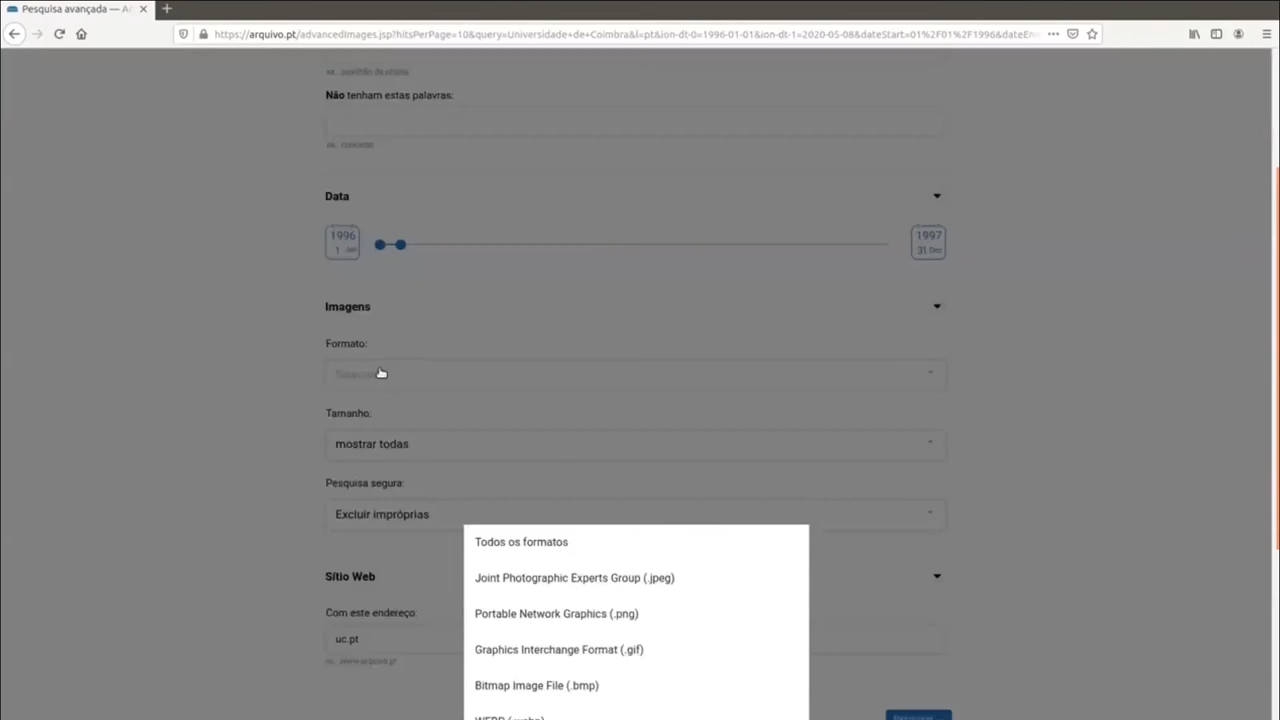 Pesquisa avançada — A
https://arquivo.pt/advancedImages.jsp?hitsPerPage=10&query=Universidade+de+Coimbra&l=pt&ion-dt-0=1996-01-01&ion-dt-1=2020-05-08&dateStart=01%2F01%2F1996&dateEn
Não tenham estas palavras:
Data
1996
1 Jan
1997
31 Dez
Imagens
Formato:
Tamanho:
mostrar todas
Pesquisa segura:
Excluir impróprias
Todos os formatos
Joint Photographic Experts Group (.jpeg)
Portable Network Graphics (.png)
Graphics Interchange Format (.gif)
Bitmap Image File (.bmp)
WEBP (.webp)
Sítio Web
Com este endereço:
uc.pt